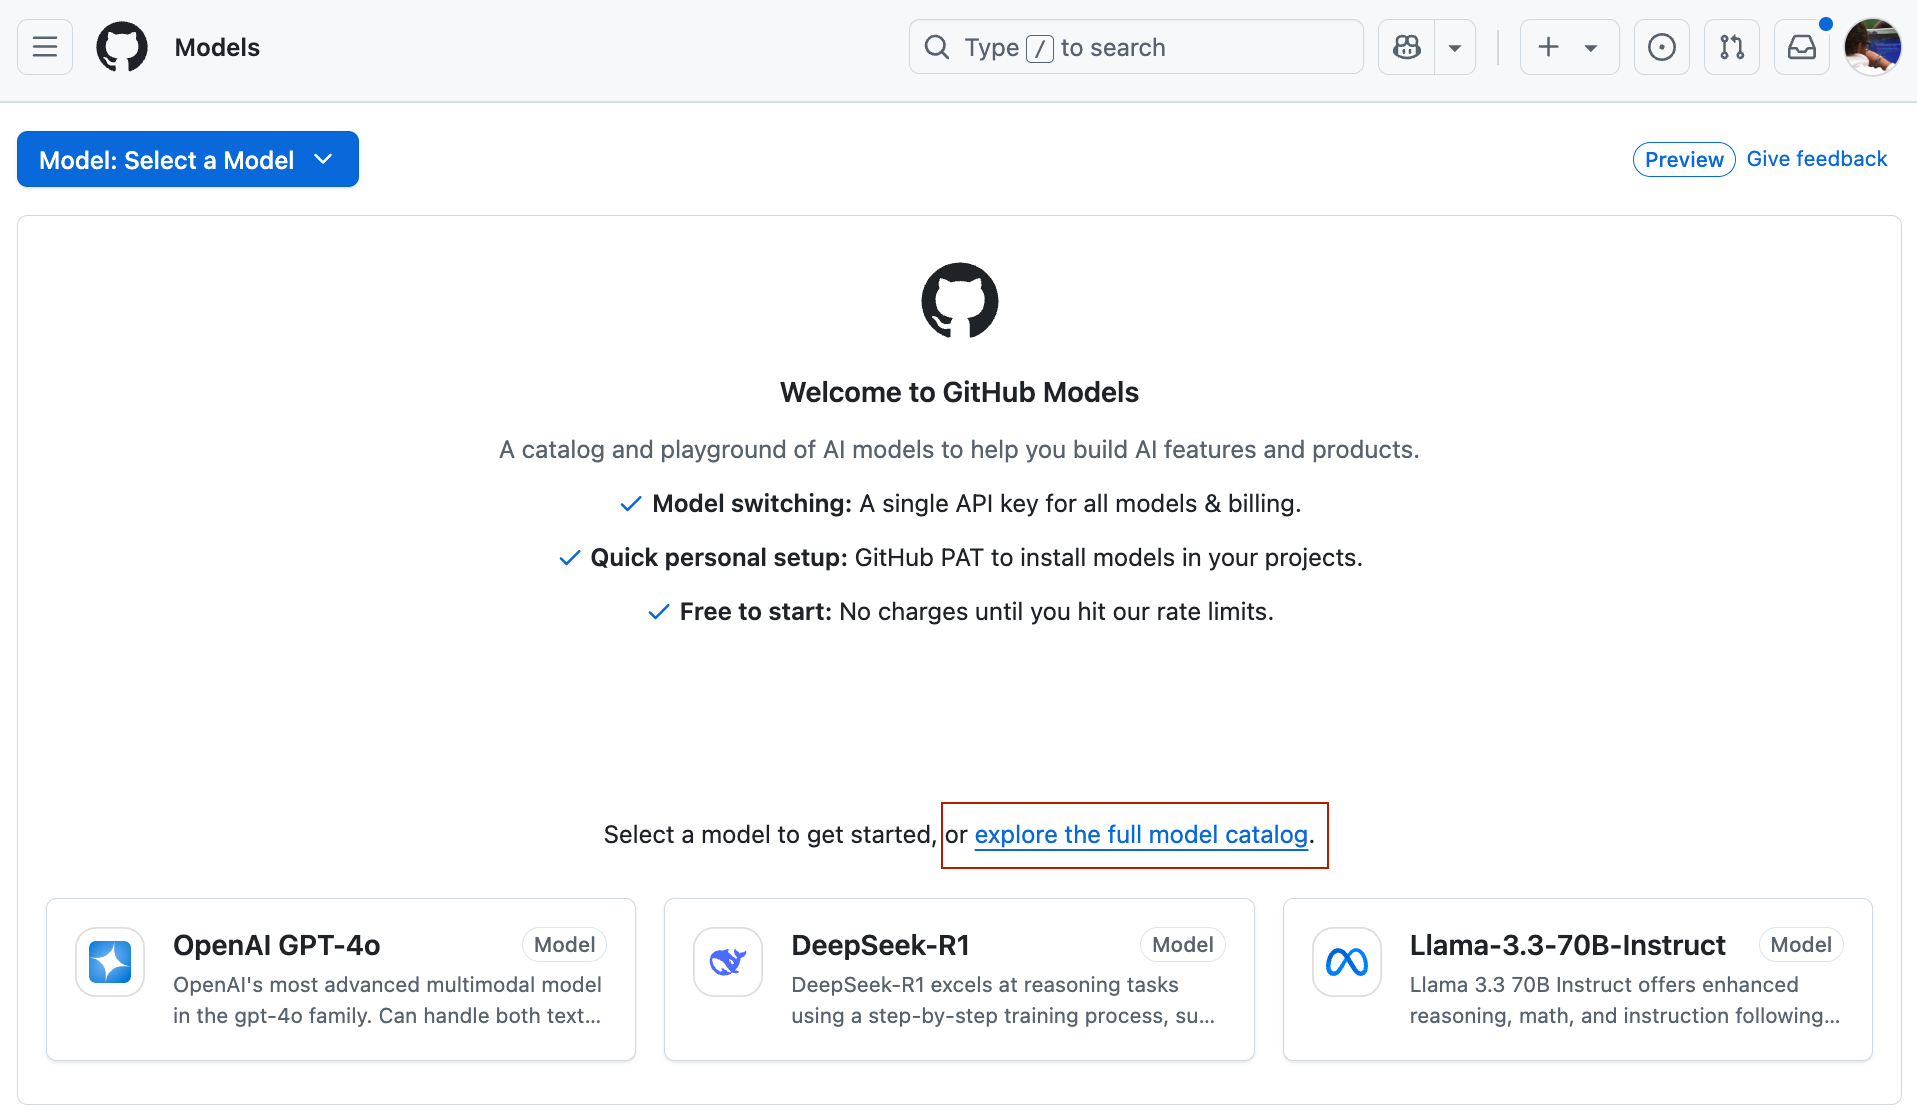 Models
Type / to search
Model: Select a Model
Preview Give feedback
Welcome to GitHub Models
A catalog and playground of AI models to help you build AI features and products.
Model switching: A single API key for all models & billing.
Quick personal setup: GitHub PAT to install models in your projects.
Free to start: No charges until you hit our rate limits.
Select a model to get started, or explore the full model catalog.
OpenAI GPT-4o Model
OpenAI's most advanced multimodal model
in the gpt-4o family. Can handle both text...
DeepSeek-R1 Model
DeepSeek-R1 excels at reasoning tasks
using a step-by-step training process, su...
Llama-3.3-70B-Instruct Model
Llama 3.3 70B Instruct offers enhanced
reasoning, math, and instruction following...